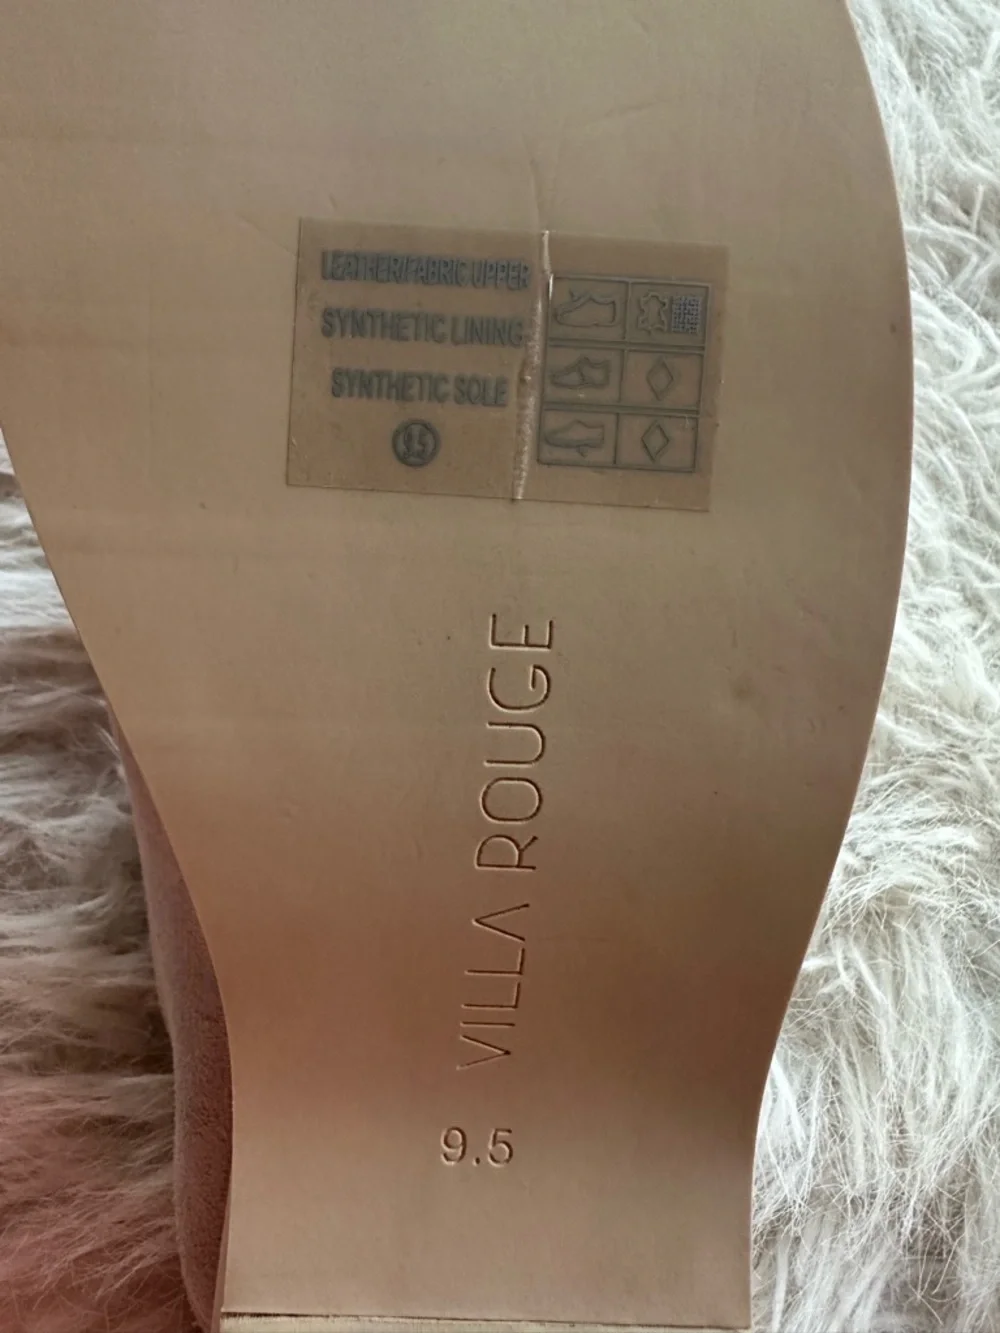 LEATHER/FABRIC UPPER
SYNTHETIC LINING
SYNTHETIC SOLE
9.5
VILLA ROUGE
9.5